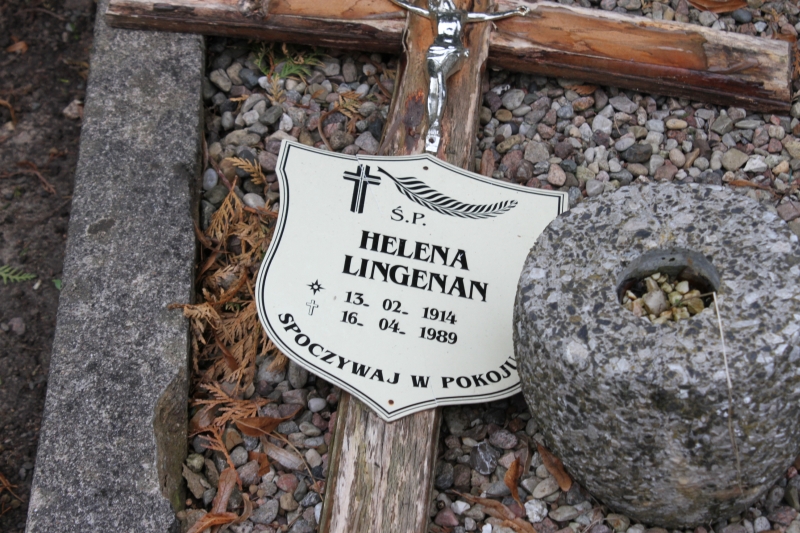 Ś.P.
HELENA
LINGENAN
13- 02- 1914
16- 04- 1989
SPOCZYWAJ W POKOJU